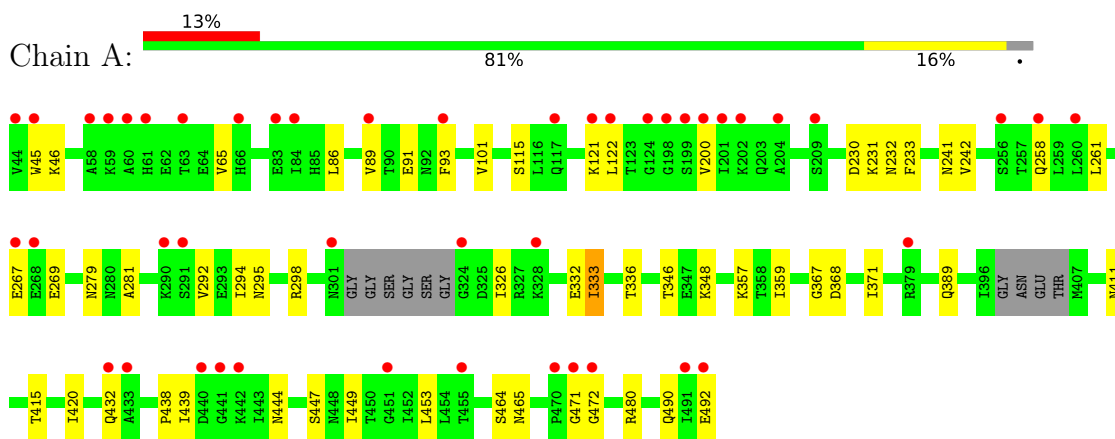 13%
Chain A:
81% 16% •
V44 W45 K46 A58 K59 A60 H61 E62 T63 E64 V65 H66 E83 I84 H85 L86 V89 T90 E91 N92 F93 V101 S115 L116 Q117 K121 L122 T123 G124 G198 S199 V200 I201 K202 Q203 A204 S209 D230 K231 N232 F233 N241 V242 S256 T257 Q258 L259 L260 L261
E267 E268 E269 N279 N280 A281 K290 S291 V292 E293 I294 N295 R298 N301 GLY GLY SER GLY SER GLY G324 D325 I326 R327 K328 E332 I333 T336 T346 E347 K348 K357 T358 I359 G367 D368 I371 R379 Q389 I396 GLY ASN GLU THR M407 N411
T415 I420 Q432 A433 P438 I439 D440 G441 K442 I443 N444 S447 N448 I449 T450 G451 I452 L453 L454 T455 S464 N465 P470 G471 G472 R480 Q490 I491 E492